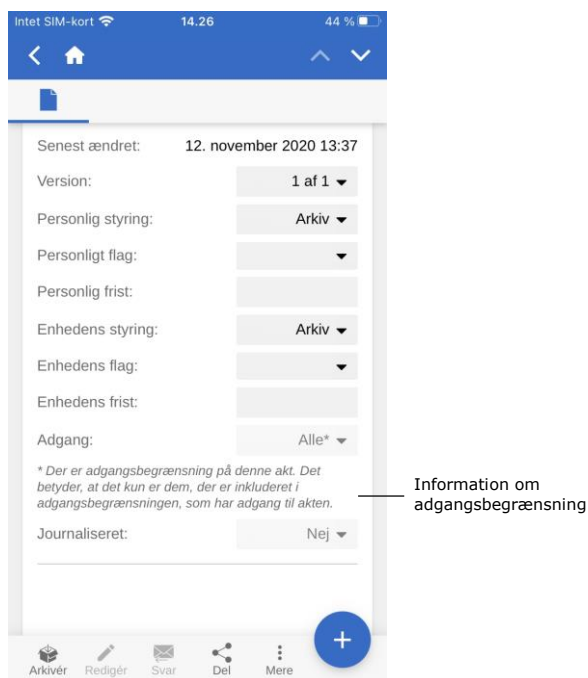 Intet SIM-kort 14.26 44 %
Senest ændret: 12. november 2020 13:37
Version: 1 af 1
Personlig styring: Arkiv
Personligt flag:
Personlig frist:
Enhedens styring: Arkiv
Enhedens flag:
Enhedens frist:
Adgang: Alle*
* Der er adgangsbegrænsning på denne akt. Det
betyder, at det kun er dem, der er inkluderet i
adgangsbegrænsningen, som har adgang til akten.
Information om
adgangsbegrænsning
Journaliseret: Nej
Arkivér Redigér Svar Del Mere